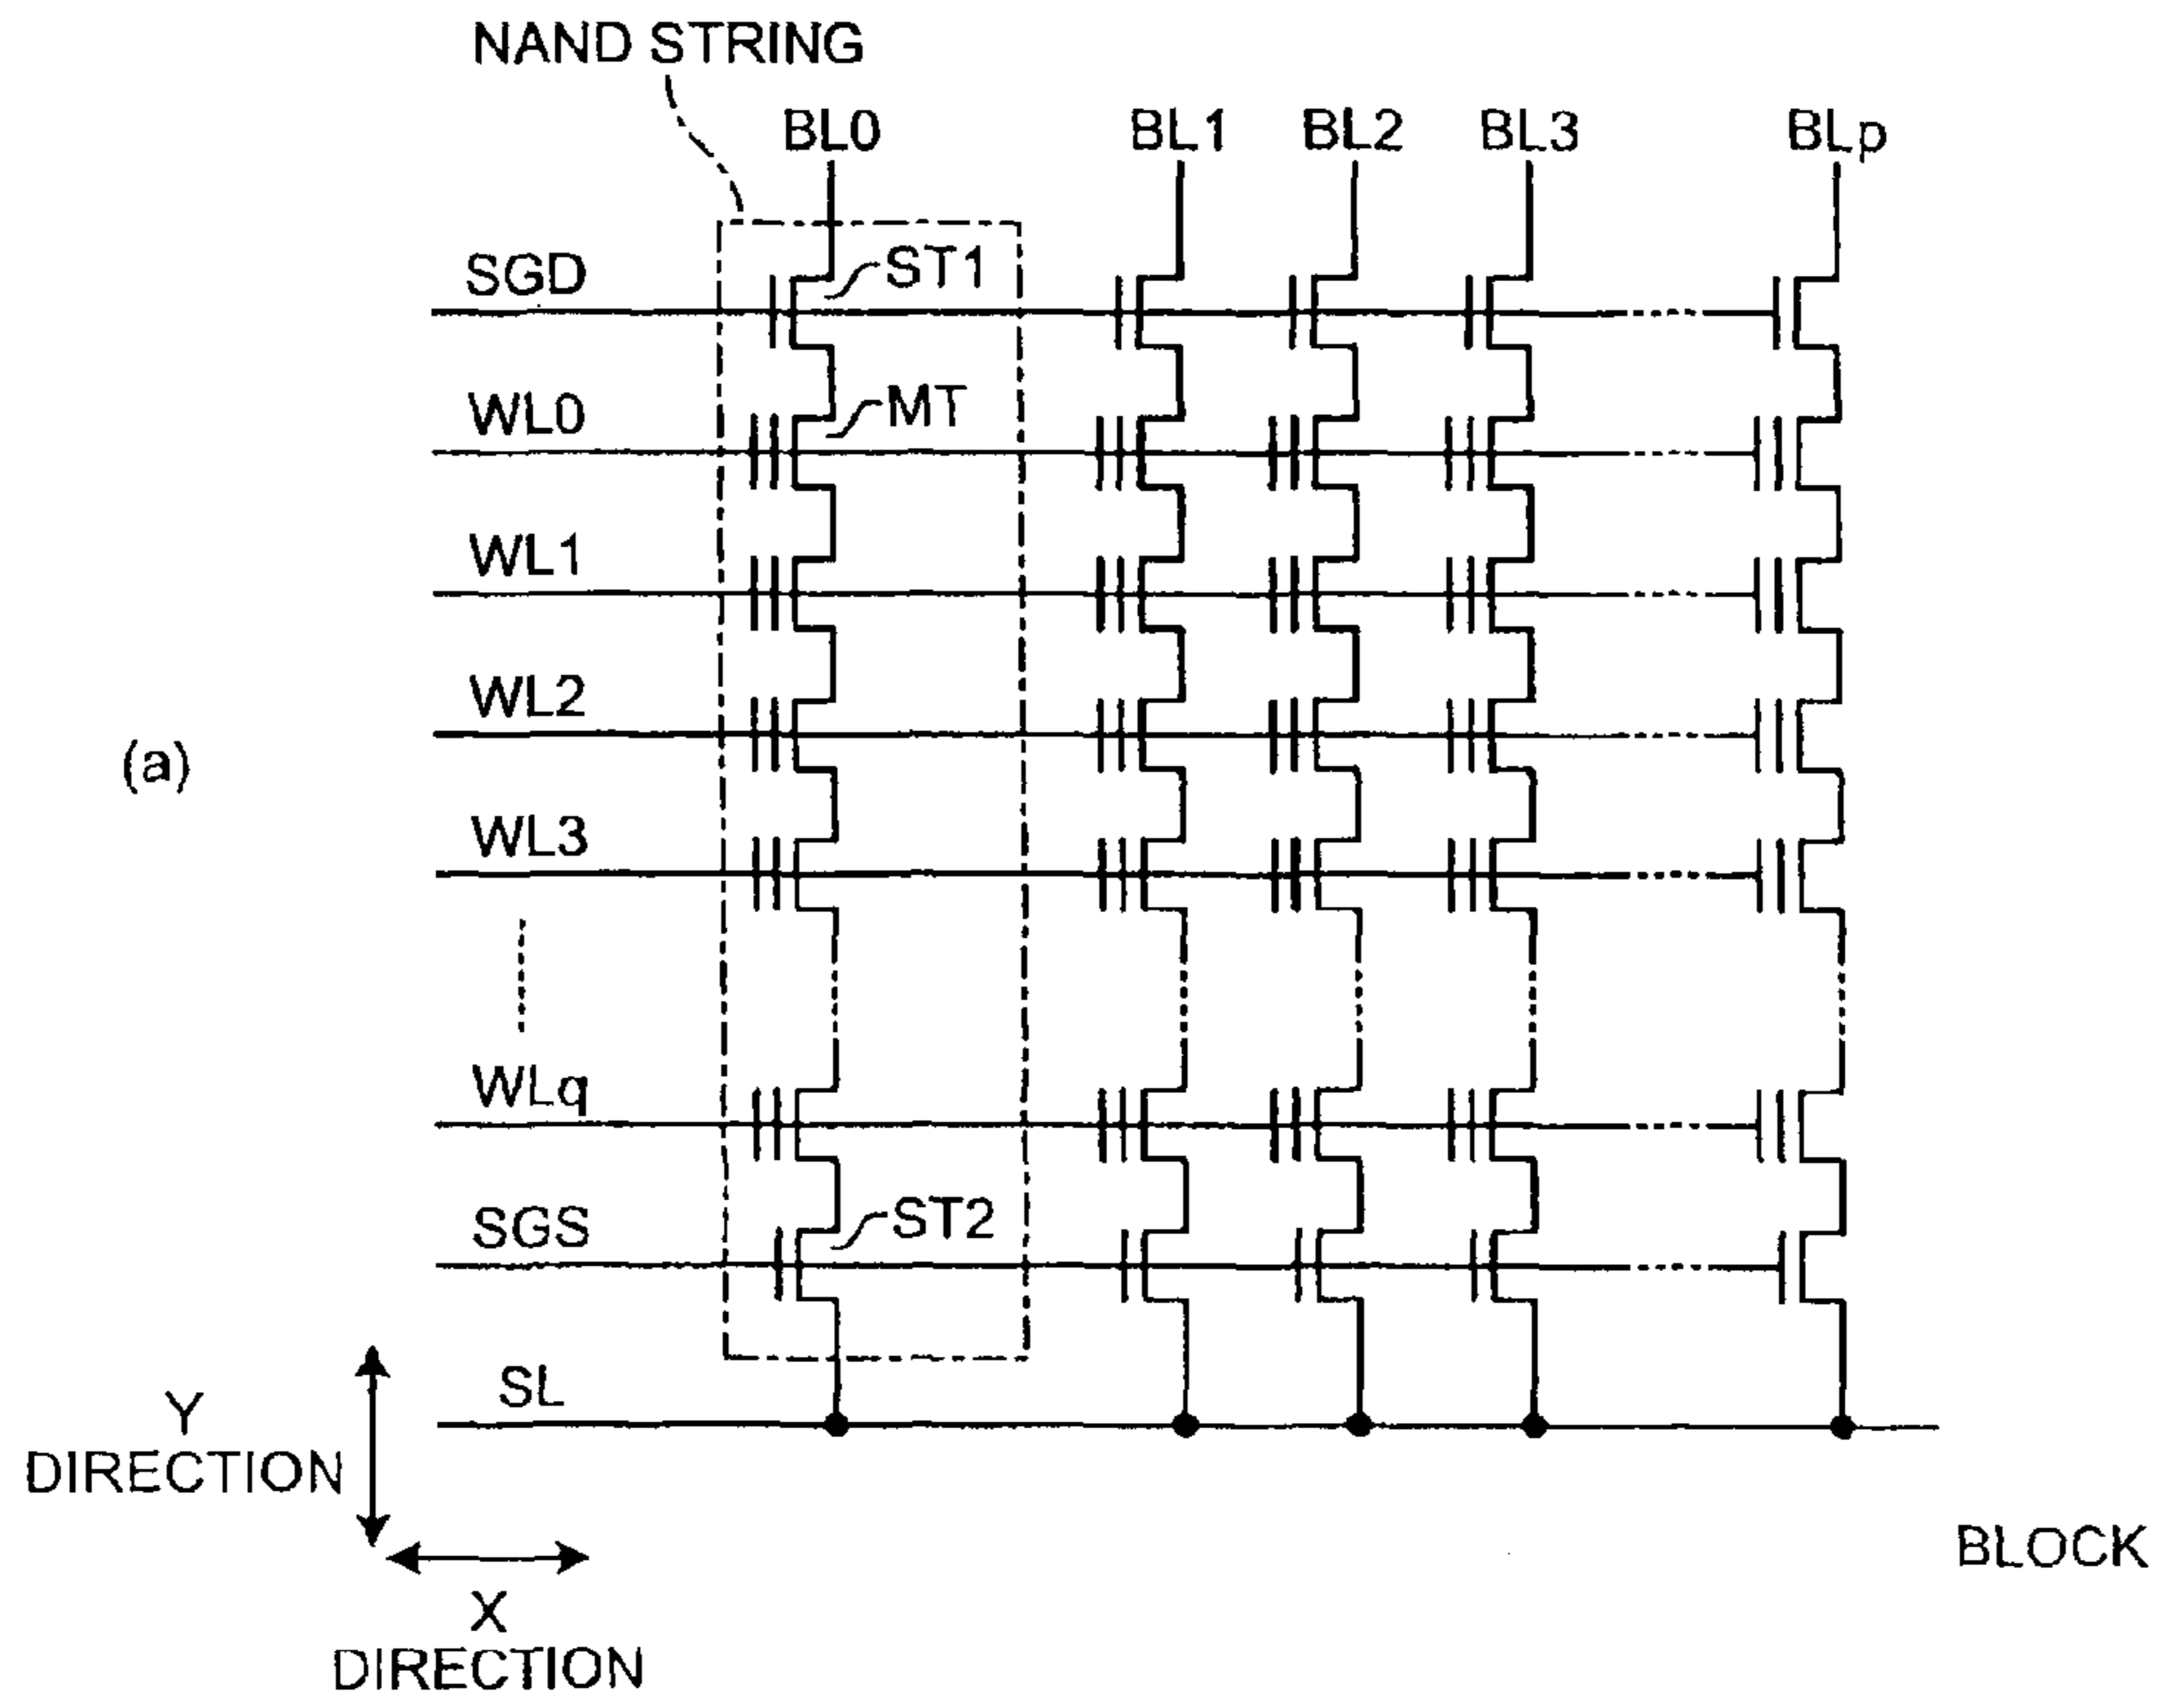 NAND STRING
BL0 BL1 BL2 BL3 BLp
SGD ST1
WL0 MT
WL1
WL2
(a)
WL3
WLq
SGS ST2
SL
Y
DIRECTION
BLOCK
X
DIRECTION